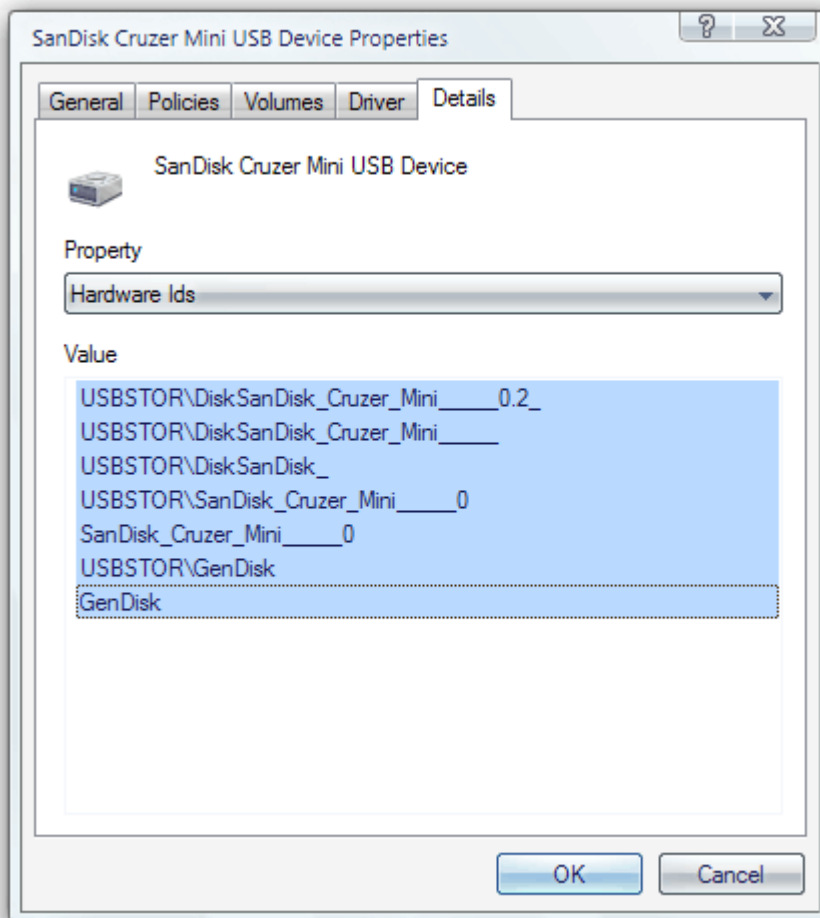 SanDisk Cruzer Mini USB Device Properties
General Policies Volumes Driver Details
SanDisk Cruzer Mini USB Device
Property
Hardware Ids
Value
USBSTOR\DiskSanDisk_Cruzer_Mini_____0.2_
USBSTOR\DiskSanDisk_Cruzer_Mini_____
USBSTOR\DiskSanDisk_
USBSTOR\SanDisk_Cruzer_Mini_____0
SanDisk_Cruzer_Mini_____0
USBSTOR\GenDisk
GenDisk
OK Cancel